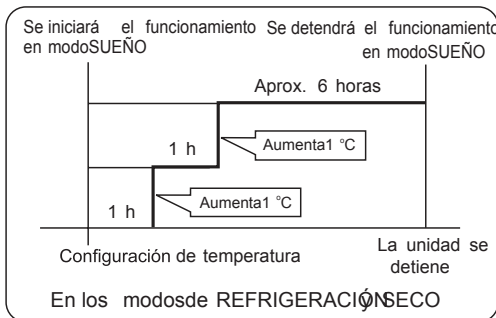 Se iniciará el funcionamiento
en modoSUEÑO
Se detendrá el funcionamiento
en modoSUEÑO
Aprox. 6 horas
1 h
Aumenta1 °C
1 h
Aumenta1 °C
Configuración de temperatura
La unidad se
detiene
En los modosde REFRIGERACIÓN Y SECO